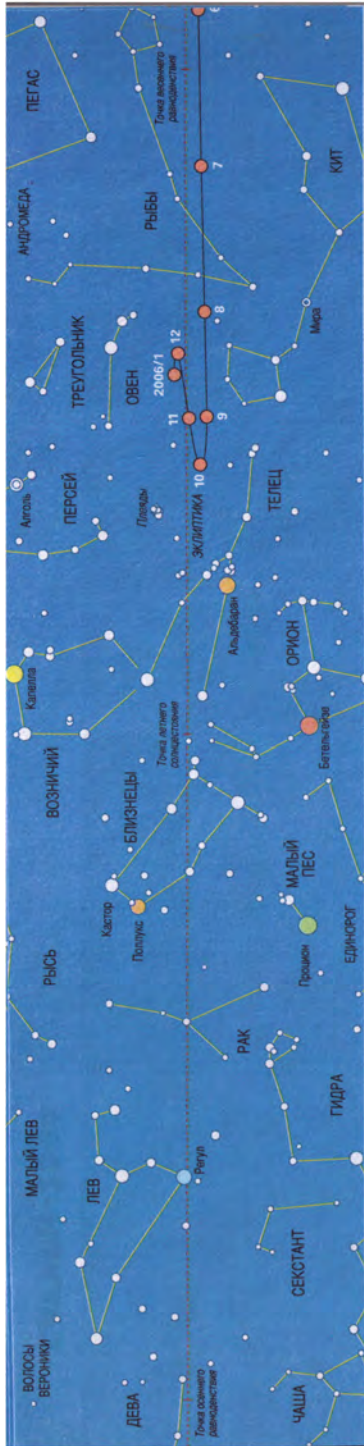 ВОЛОСЫ
ВЕРОНИКИ
МАЛЫЙ ЛЕВ
РЫСЬ
ВОЗНИЧИЙ
Капелла
Алголь
ПЕРСЕЙ
ТРЕУГОЛЬНИК
АНДРОМЕДА
ПЕГАС
ДЕВА
ЛЕВ
Кастор
Поллукс
БЛИЗНЕЦЫ
Плеяды
ОВЕН
РЫБЫ
Точка летнего
солнцестояния
Точка весеннего
равноденствия
2006/1
12
11
Точка осеннего
равноденствия
Регул
ЭКЛИПТИКА
10
9
8
7
6
РАК
Альдебаран
ТЕЛЕЦ
ЧАША
СЕКСТАНТ
ГИДРА
Процион
МАЛЫЙ
ПЕС
ЕДИНОРОГ
Бетельгейзе
ОРИОН
Мира
КИТ